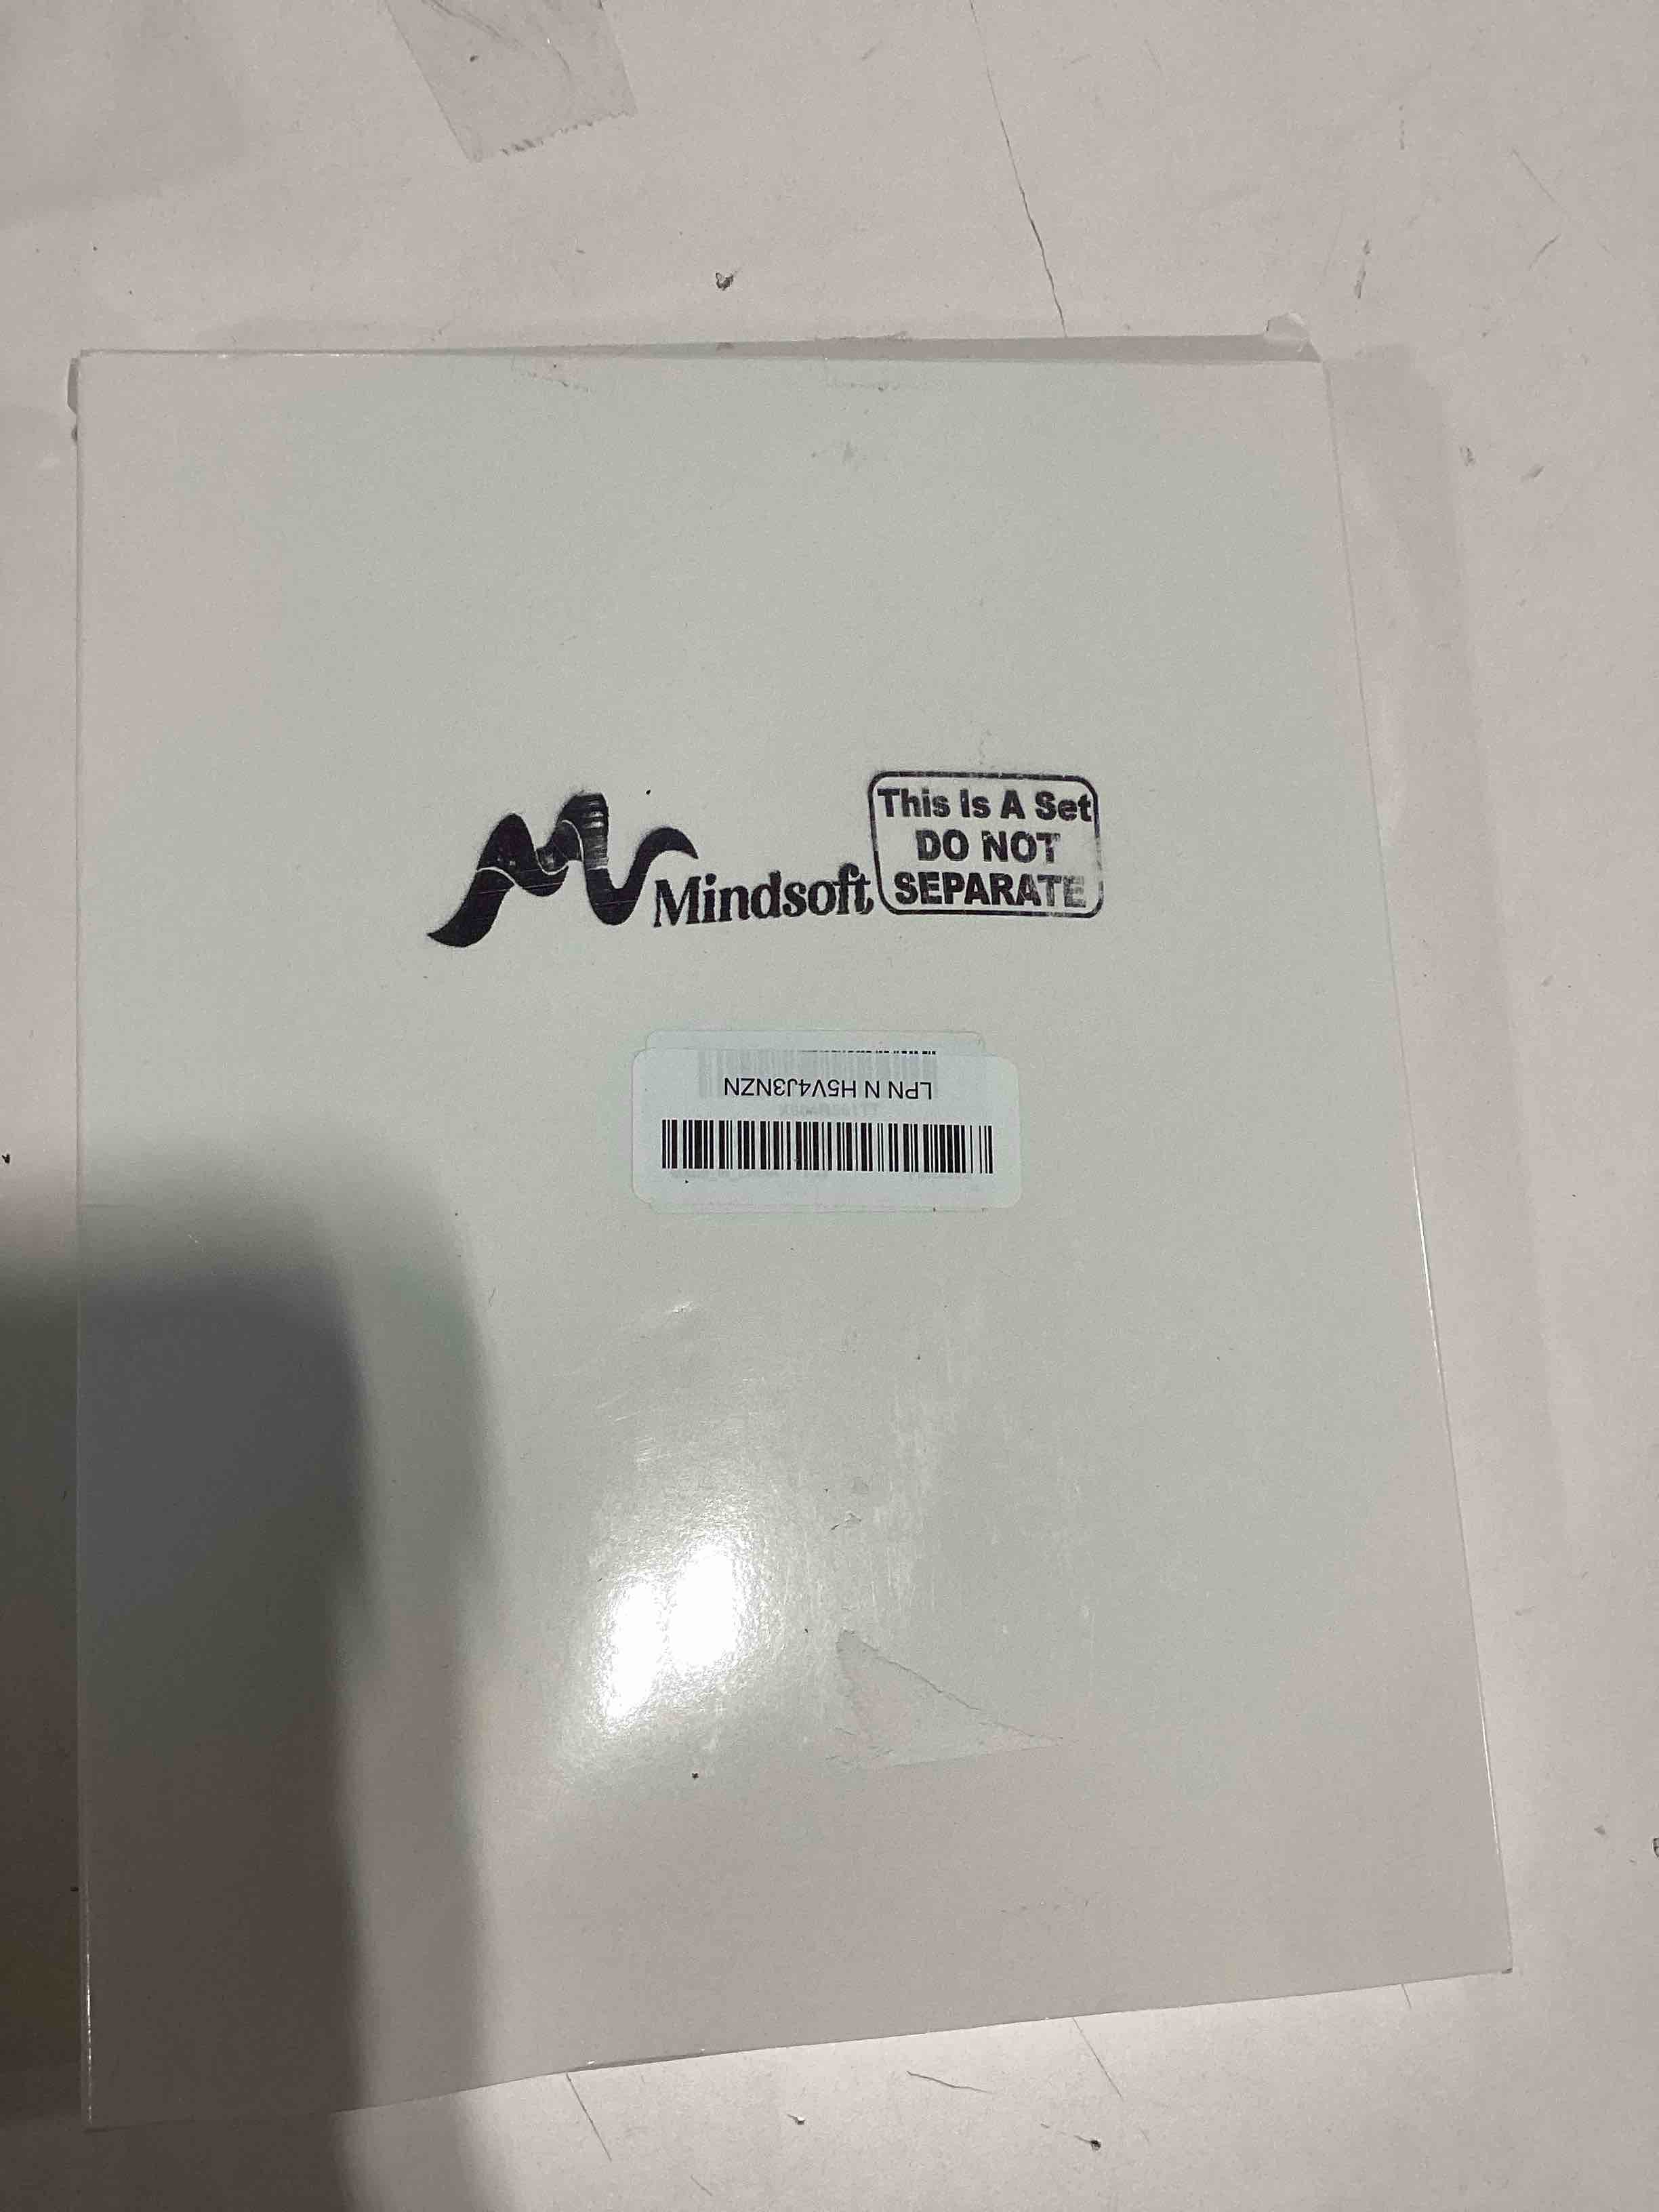 Mindsoft
This Is A Set
DO NOT
SEPARATE
LPN N H5V4J3NZN